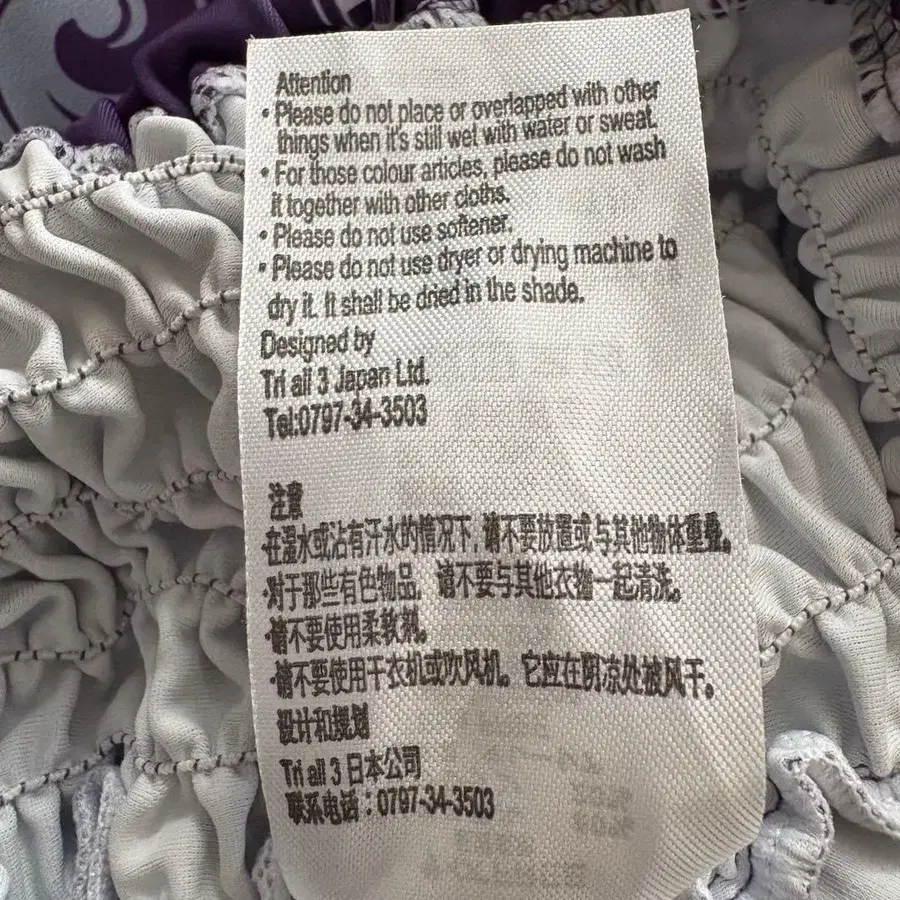 Attention
• Please do not place or overlapped with other
things when it's still wet with water or sweat.
• For those colour articles, please do not wash
it together with other cloths.
• Please do not use softener.
• Please do not use dryer or drying machine to
dry it. It shall be dried in the shade.
Designed by
Tri all 3 Japan Ltd.
Tel:0797-34-3503
注意
·在温水或沾有汗水的情况下, 请不要放置或与其他物体重叠。
·对于那些有色物品, 请不要与其他衣物一起清洗。
·请不要使用柔软剂。
·请不要使用干衣机或吹风机。它应在阴凉处被风干。
设计和规划
Tri all 3 日本公司
联系电话：0797-34-3503